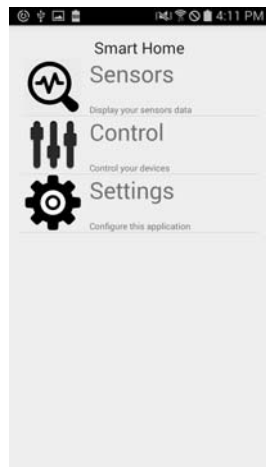 4:11 PM
Smart Home
Sensors
Display your sensors data
Control
Control your devices
Settings
Configure this application